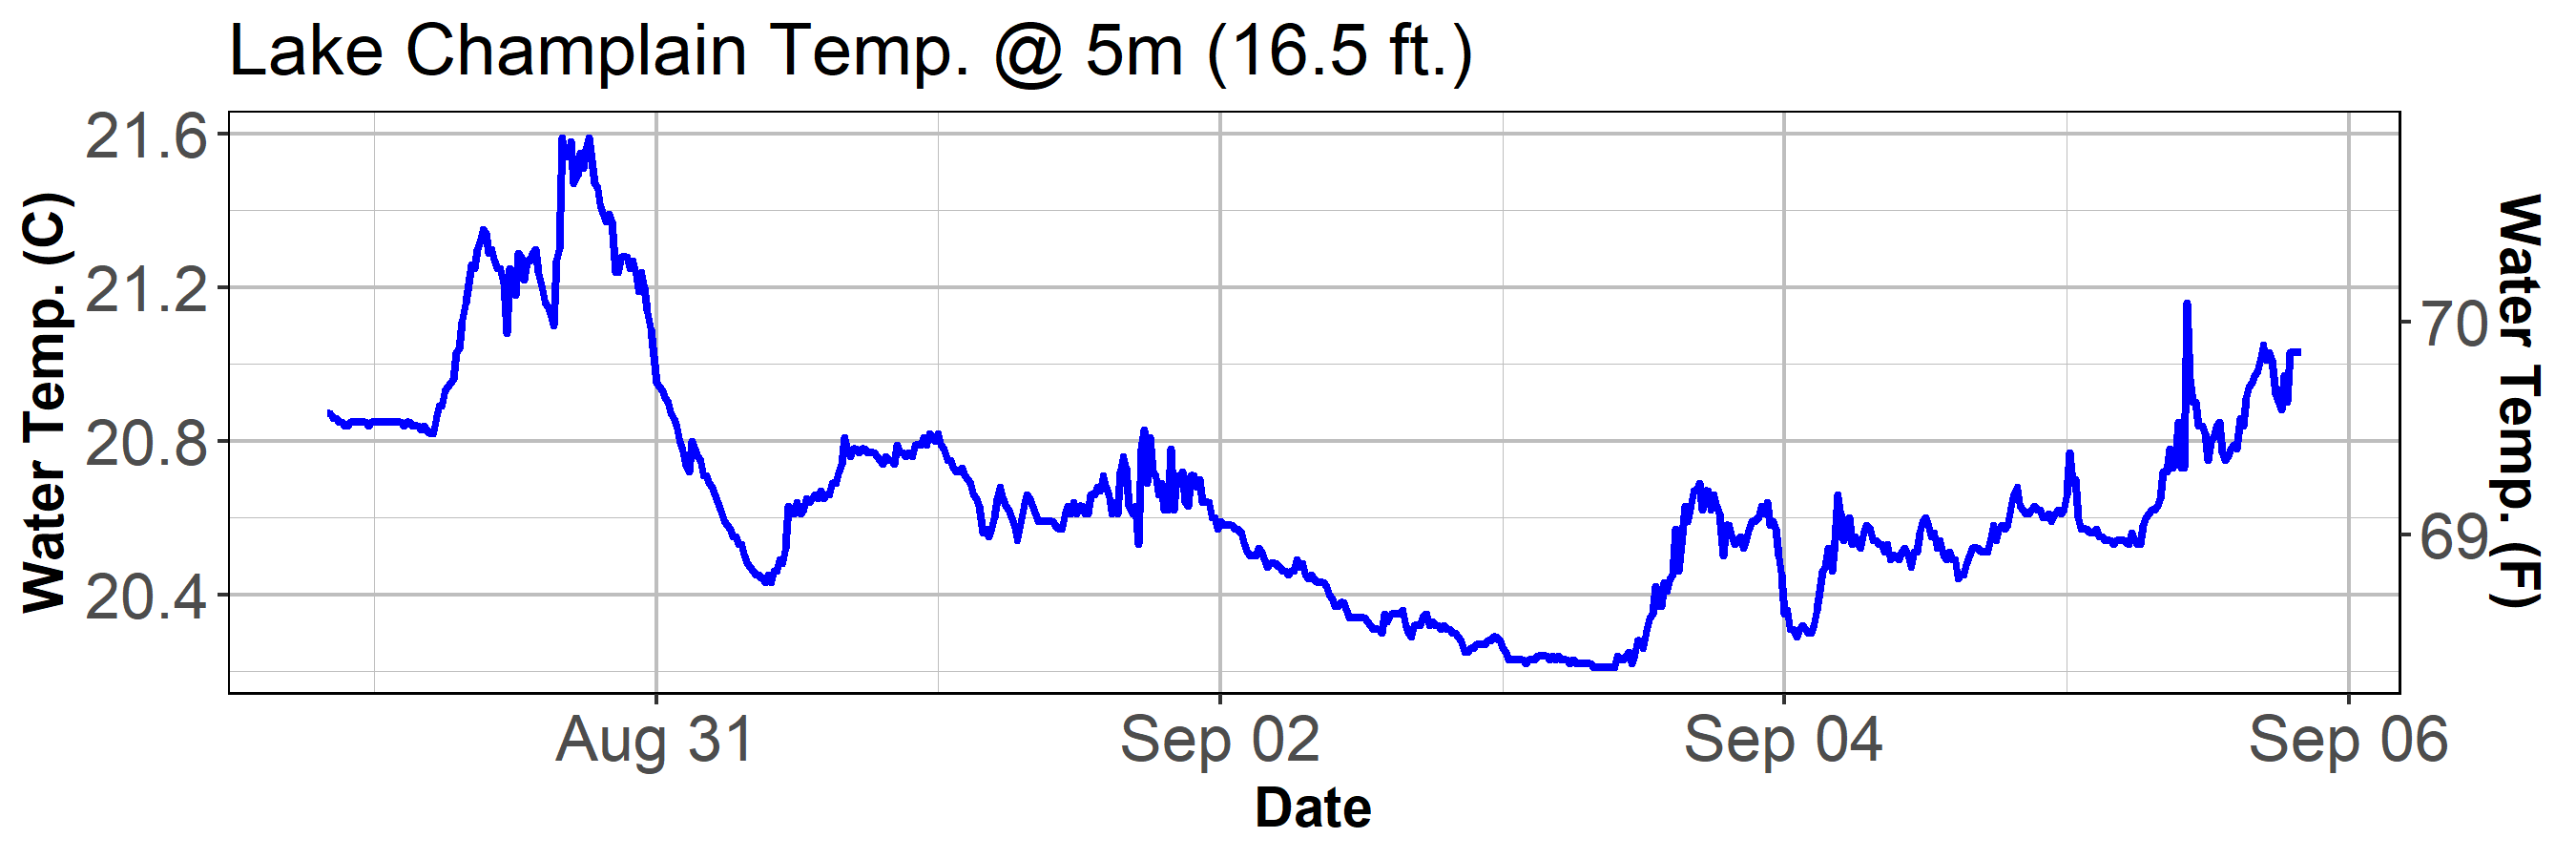 Lake Champlain Temp. @ 5m (16.5 ft.)
Water Temp. (C)
21.6
21.2
20.8
20.4
70
69
Water Temp. (F)
Aug 31
Sep 02
Sep 04
Sep 06
Date